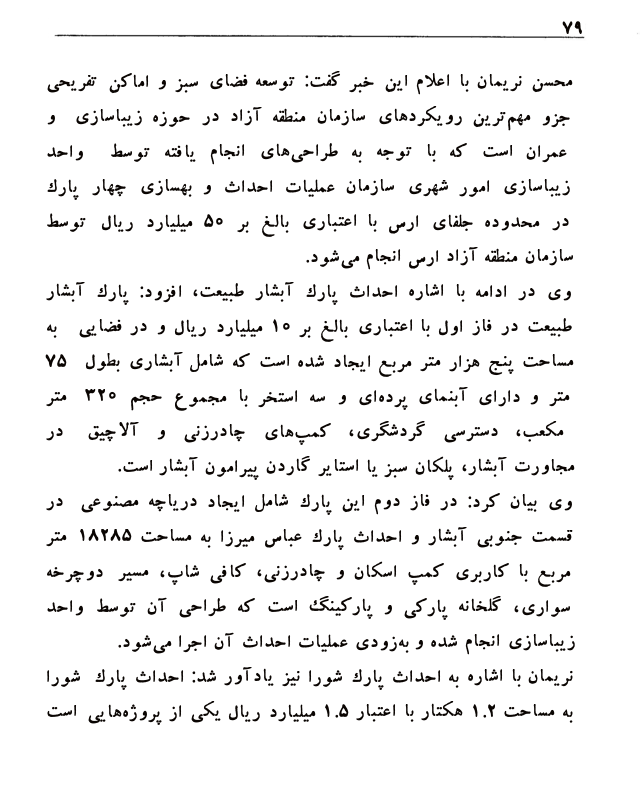 ۷۹
محسن نریمان با اعلام این خبر گفت: توسعه فضای سبز و اماکن تفریحی
جزو مهم‌ترین رویکردهای سازمان منطقه آزاد در حوزه زیباسازی و
عمران است که با توجه به طراحی‌های انجام یافته توسط واحد
زیباسازی امور شهری سازمان عملیات احداث و بهسازی چهار پارك
در محدوده جلفای ارس با اعتباری بالغ بر ۵۰ میلیارد ریال توسط
سازمان منطقه آزاد ارس انجام می‌شود.
وی در ادامه با اشاره احداث پارك آبشار طبیعت، افزود: پارك آبشار
طبیعت در فاز اول با اعتباری بالغ بر ۱۰ میلیارد ریال و در فضایی به
مساحت پنج هزار متر مربع ایجاد شده است که شامل آبشاری بطول ۷۵
متر و دارای آبنمای پرده‌ای و سه استخر با مجموع حجم ۳۲۰ متر
مکعب، دسترسی گردشگری، کمپ‌های چادرزنی و آلاچیق در
مجاورت آبشار، پلکان سبز یا استایر گاردن پیرامون آبشار است.
وی بیان کرد: در فاز دوم این پارك شامل ایجاد دریاچه مصنوعی در
قسمت جنوبی آبشار و احداث پارك عباس میرزا به مساحت ۱۸۲۸۵ متر
مربع با کاربری کمپ اسکان و چادرزنی، کافی شاپ، مسیر دوچرخه
سواری، گلخانه پارکی و پارکینگ است که طراحی آن توسط واحد
زیباسازی انجام شده و به‌زودی عملیات احداث آن اجرا می‌شود.
نریمان با اشاره به احداث پارك شورا نیز یادآور شد: احداث پارك شورا
به مساحت ۱.۲ هکتار با اعتبار ۱.۵ میلیارد ریال یکی از پروژه‌هایی است